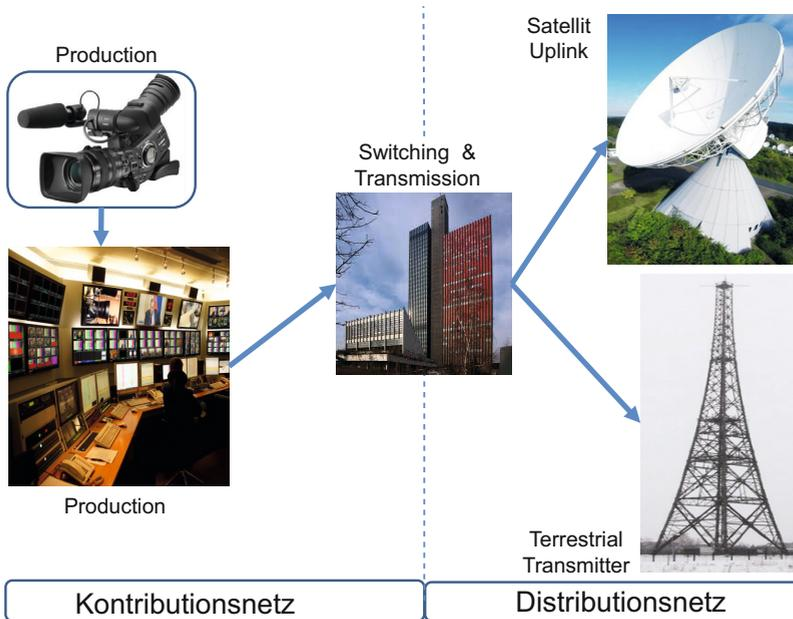 Production
Satellit
Uplink
Switching &
Transmission
Production
Terrestrial
Transmitter
Kontributionsnetz
Distributionsnetz